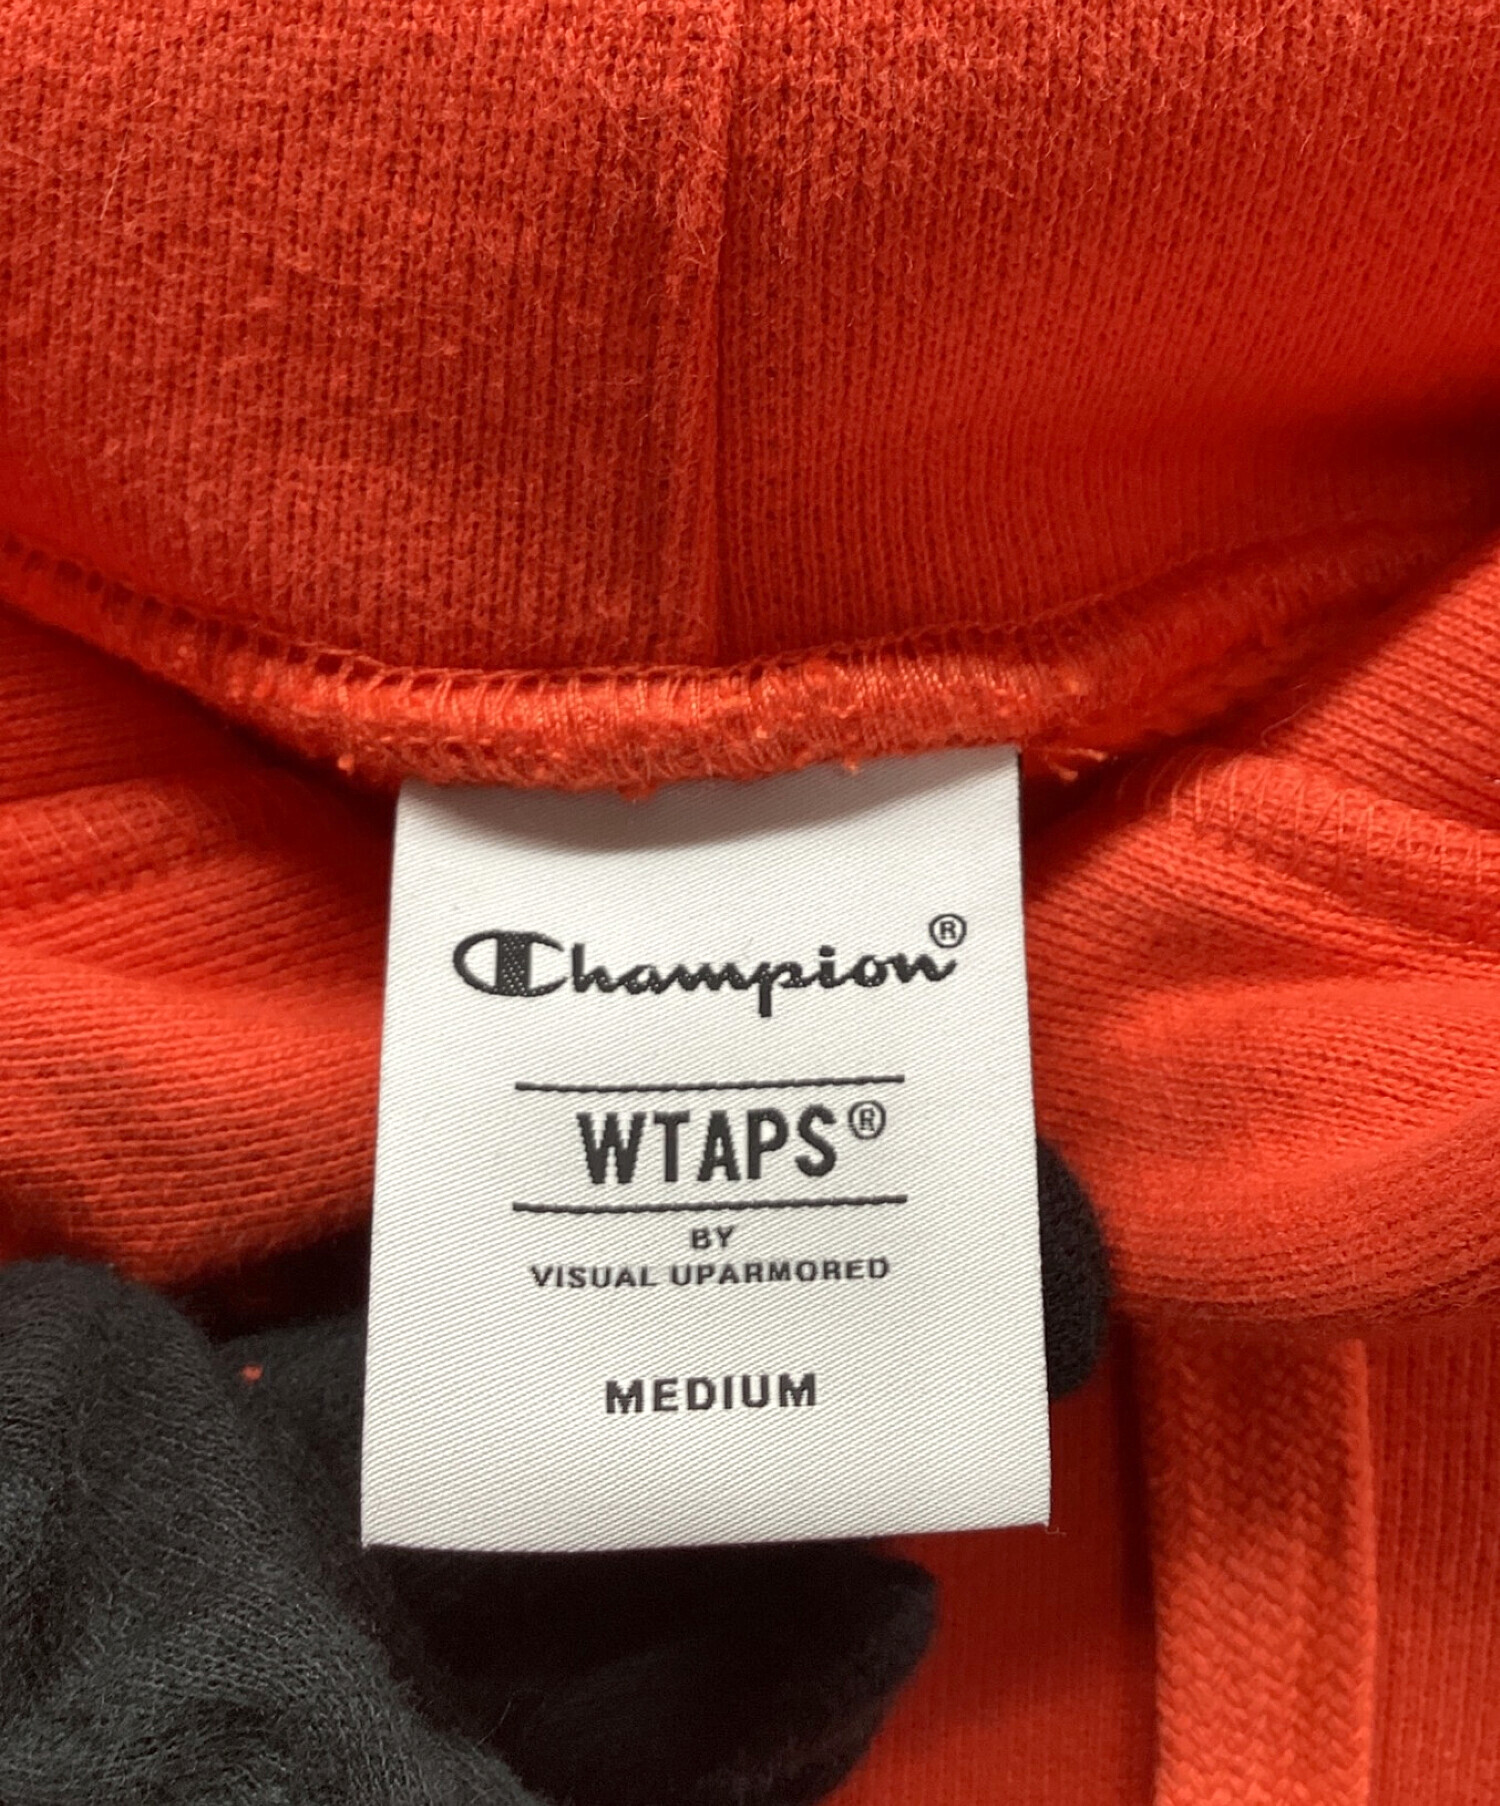 Champion®
WTAPS®
BY
VISUAL UPARMORED
MEDIUM